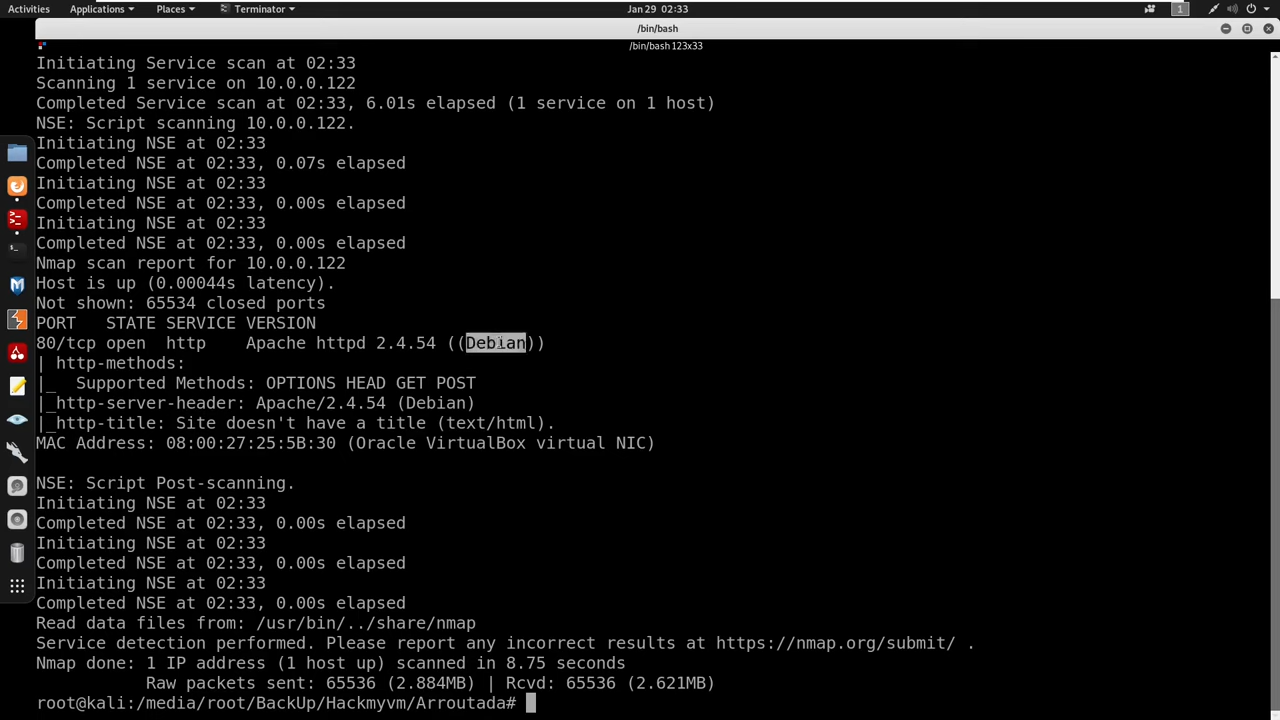 Activities Applications Places Terminator Jan 29 02:33 1
/bin/bash
/bin/bash 123x33
Initiating Service scan at 02:33
Scanning 1 service on 10.0.0.122
Completed Service scan at 02:33, 6.01s elapsed (1 service on 1 host)
NSE: Script scanning 10.0.0.122.
Initiating NSE at 02:33
Completed NSE at 02:33, 0.07s elapsed
Initiating NSE at 02:33
Completed NSE at 02:33, 0.00s elapsed
Initiating NSE at 02:33
Completed NSE at 02:33, 0.00s elapsed
Nmap scan report for 10.0.0.122
Host is up (0.00044s latency).
Not shown: 65534 closed ports
PORT   STATE SERVICE VERSION
80/tcp open  http    Apache httpd 2.4.54 ((Debian))
| http-methods:
|_  Supported Methods: OPTIONS HEAD GET POST
|_http-server-header: Apache/2.4.54 (Debian)
|_http-title: Site doesn't have a title (text/html).
MAC Address: 08:00:27:25:5B:30 (Oracle VirtualBox virtual NIC)
NSE: Script Post-scanning.
Initiating NSE at 02:33
Completed NSE at 02:33, 0.00s elapsed
Initiating NSE at 02:33
Completed NSE at 02:33, 0.00s elapsed
Initiating NSE at 02:33
Completed NSE at 02:33, 0.00s elapsed
Read data files from: /usr/bin/../share/nmap
Service detection performed. Please report any incorrect results at https://nmap.org/submit/ .
Nmap done: 1 IP address (1 host up) scanned in 8.75 seconds
           Raw packets sent: 65536 (2.884MB) | Rcvd: 65536 (2.621MB)
root@kali:/media/root/BackUp/Hackmyvm/Arroutada#